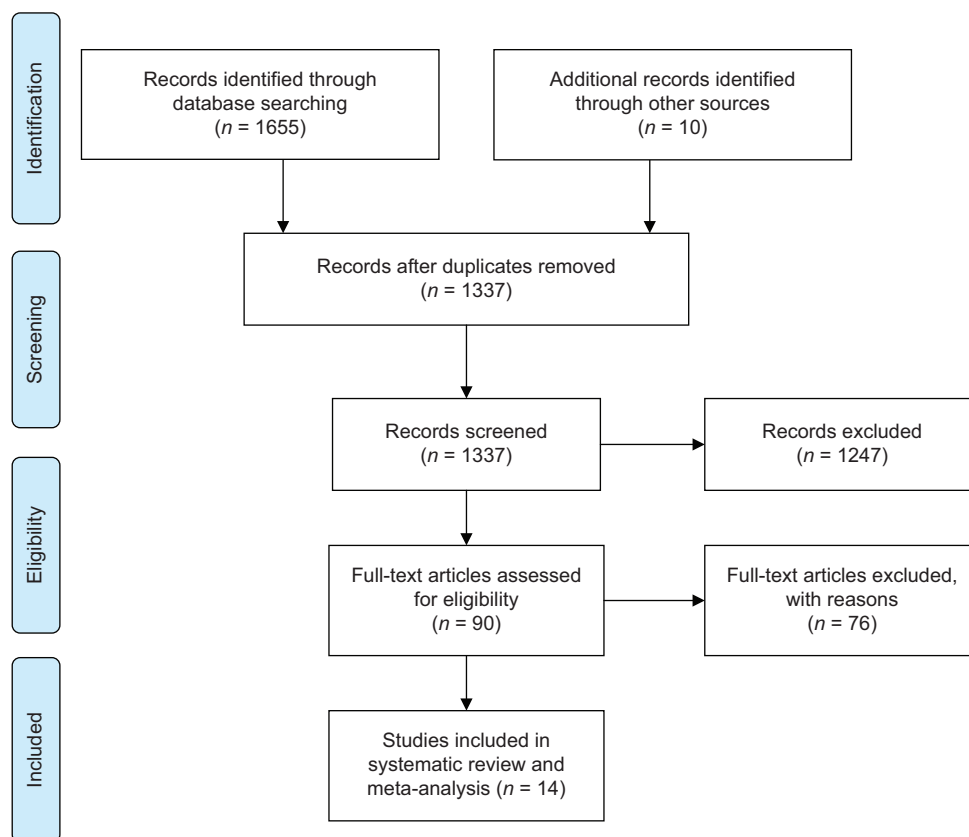 Identification
Records identified through
database searching
(n = 1655)
Additional records identified
through other sources
(n = 10)
Screening
Records after duplicates removed
(n = 1337)
Records screened
(n = 1337)
Records excluded
(n = 1247)
Eligibility
Full-text articles assessed
for eligibility
(n = 90)
Full-text articles excluded,
with reasons
(n = 76)
Included
Studies included in
systematic review and
meta-analysis (n = 14)